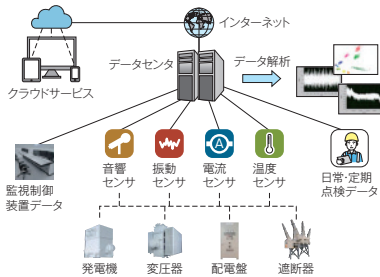 インターネット
データセンタ
データ解析
クラウドサービス
監視制御
装置データ
音響
センサ
振動
センサ
A
電流
センサ
温度
センサ
日常・定期
点検データ
発電機
変圧器
配電盤
遮断器